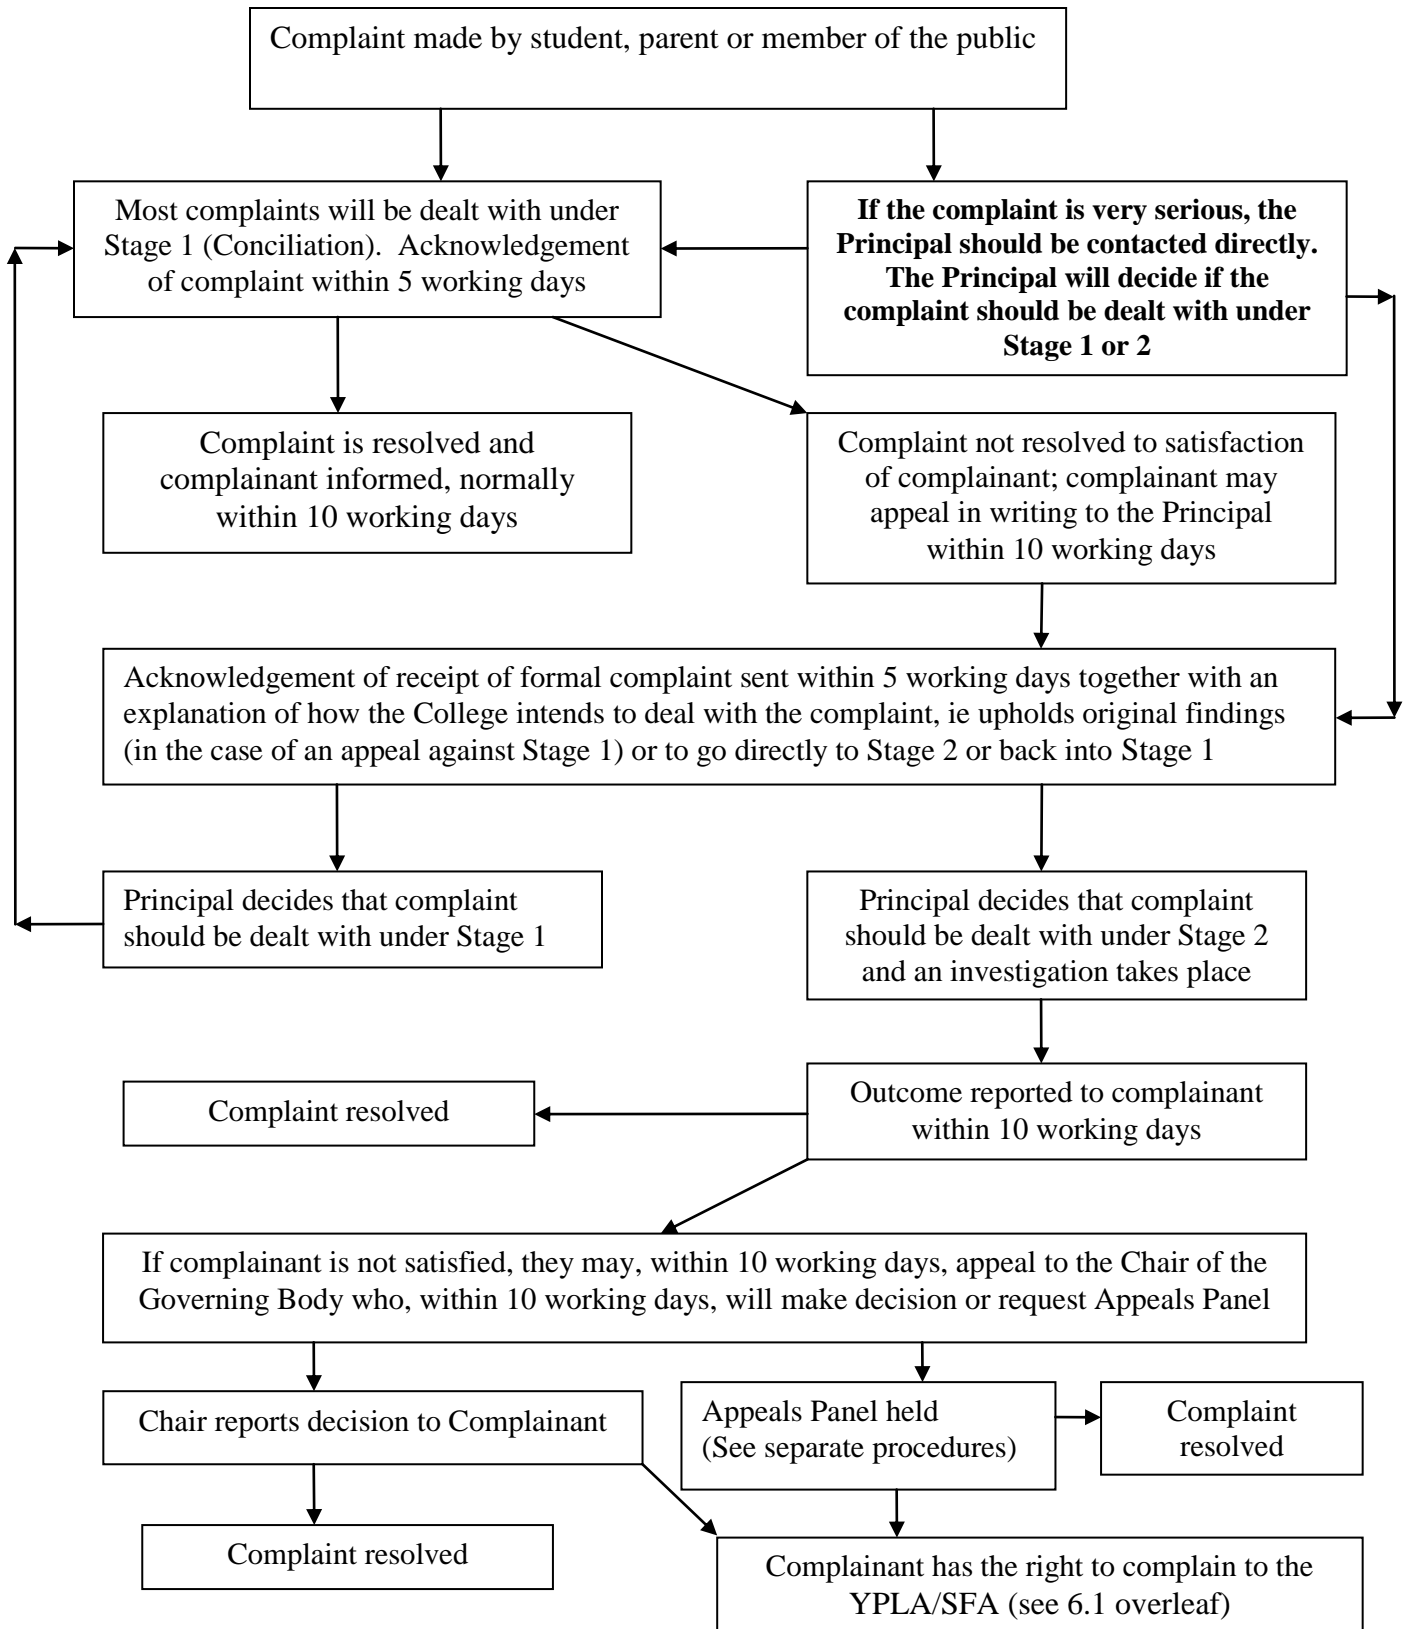 Complaint made by student, parent or member of the public
Most complaints will be dealt with under
Stage 1 (Conciliation).  Acknowledgement
of complaint within 5 working days
If the complaint is very serious, the
Principal should be contacted directly.
The Principal will decide if the
complaint should be dealt with under
Stage 1 or 2
Complaint is resolved and
complainant informed, normally
within 10 working days
Complaint not resolved to satisfaction
of complainant; complainant may
appeal in writing to the Principal
within 10 working days
Acknowledgement of receipt of formal complaint sent within 5 working days together with an
explanation of how the College intends to deal with the complaint, ie upholds original findings
(in the case of an appeal against Stage 1) or to go directly to Stage 2 or back into Stage 1
Principal decides that complaint
should be dealt with under Stage 1
Principal decides that complaint
should be dealt with under Stage 2
and an investigation takes place
Complaint resolved
Outcome reported to complainant
within 10 working days
If complainant is not satisfied, they may, within 10 working days, appeal to the Chair of the
Governing Body who, within 10 working days, will make decision or request Appeals Panel
Chair reports decision to Complainant
Appeals Panel held
(See separate procedures)
Complaint
resolved
Complaint resolved
Complainant has the right to complain to the
YPLA/SFA (see 6.1 overleaf)